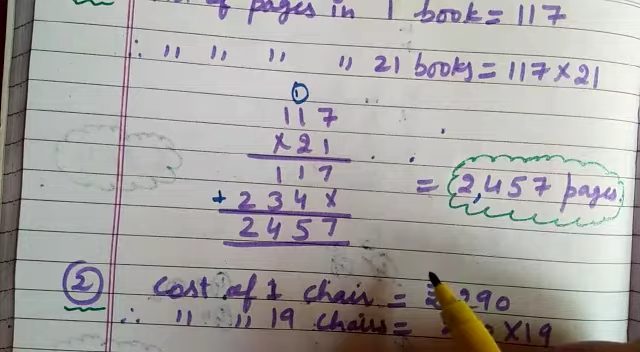 of pages in 1 book = 117
∴ " " " " 21 books = 117×21
1
117
×21
117
+ 234×
2457
= 2,457 pages
2 Cost of 1 chair = ₹ 290
∴ " " 19 chairs = ×19